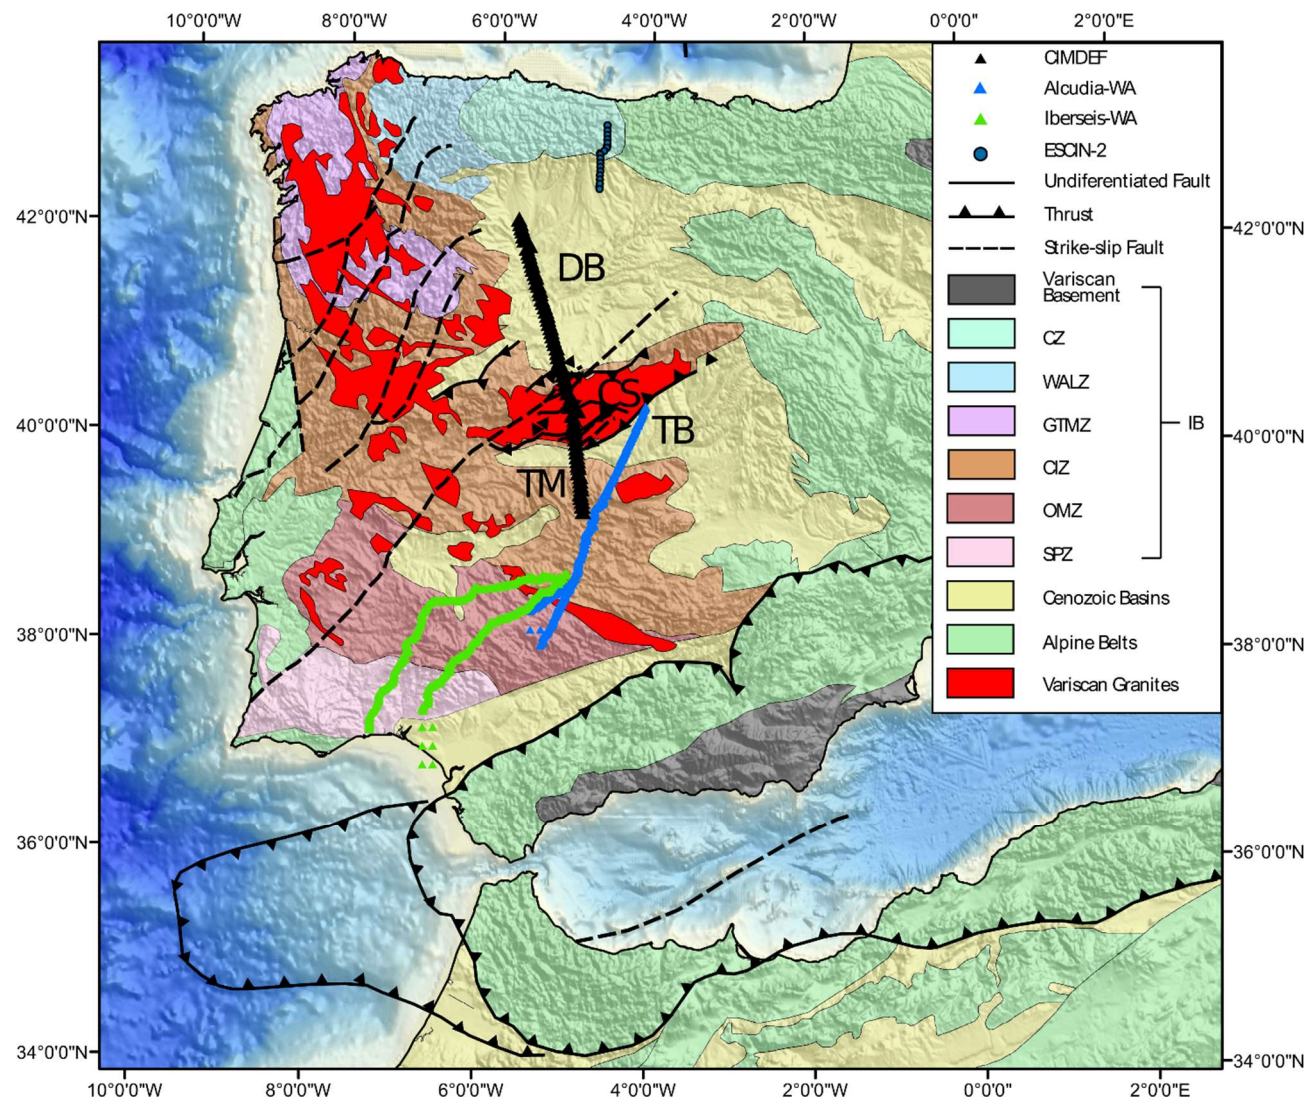 10°0'0"W 8°0'0"W 6°0'0"W 4°0'0"W 2°0'0"W 0°0'0" 2°0'0"E
CIMDEF
Alcudia-WA
Iberseis-WA
ESCIN-2
Undiferentiated Fault
Thrust
Strike-slip Fault
Variscan
Basement
CZ
WALZ
GTMZ
IB
CIZ
OMZ
SPZ
Cenozoic Basins
Alpine Belts
Variscan Granites
DB
CS
TB
TM
42°0'0"N
40°0'0"N
38°0'0"N
36°0'0"N
34°0'0"N
42°0'0"N
40°0'0"N
38°0'0"N
36°0'0"N
34°0'0"N
10°0'0"W 8°0'0"W 6°0'0"W 4°0'0"W 2°0'0"W 0°0'0" 2°0'0"E